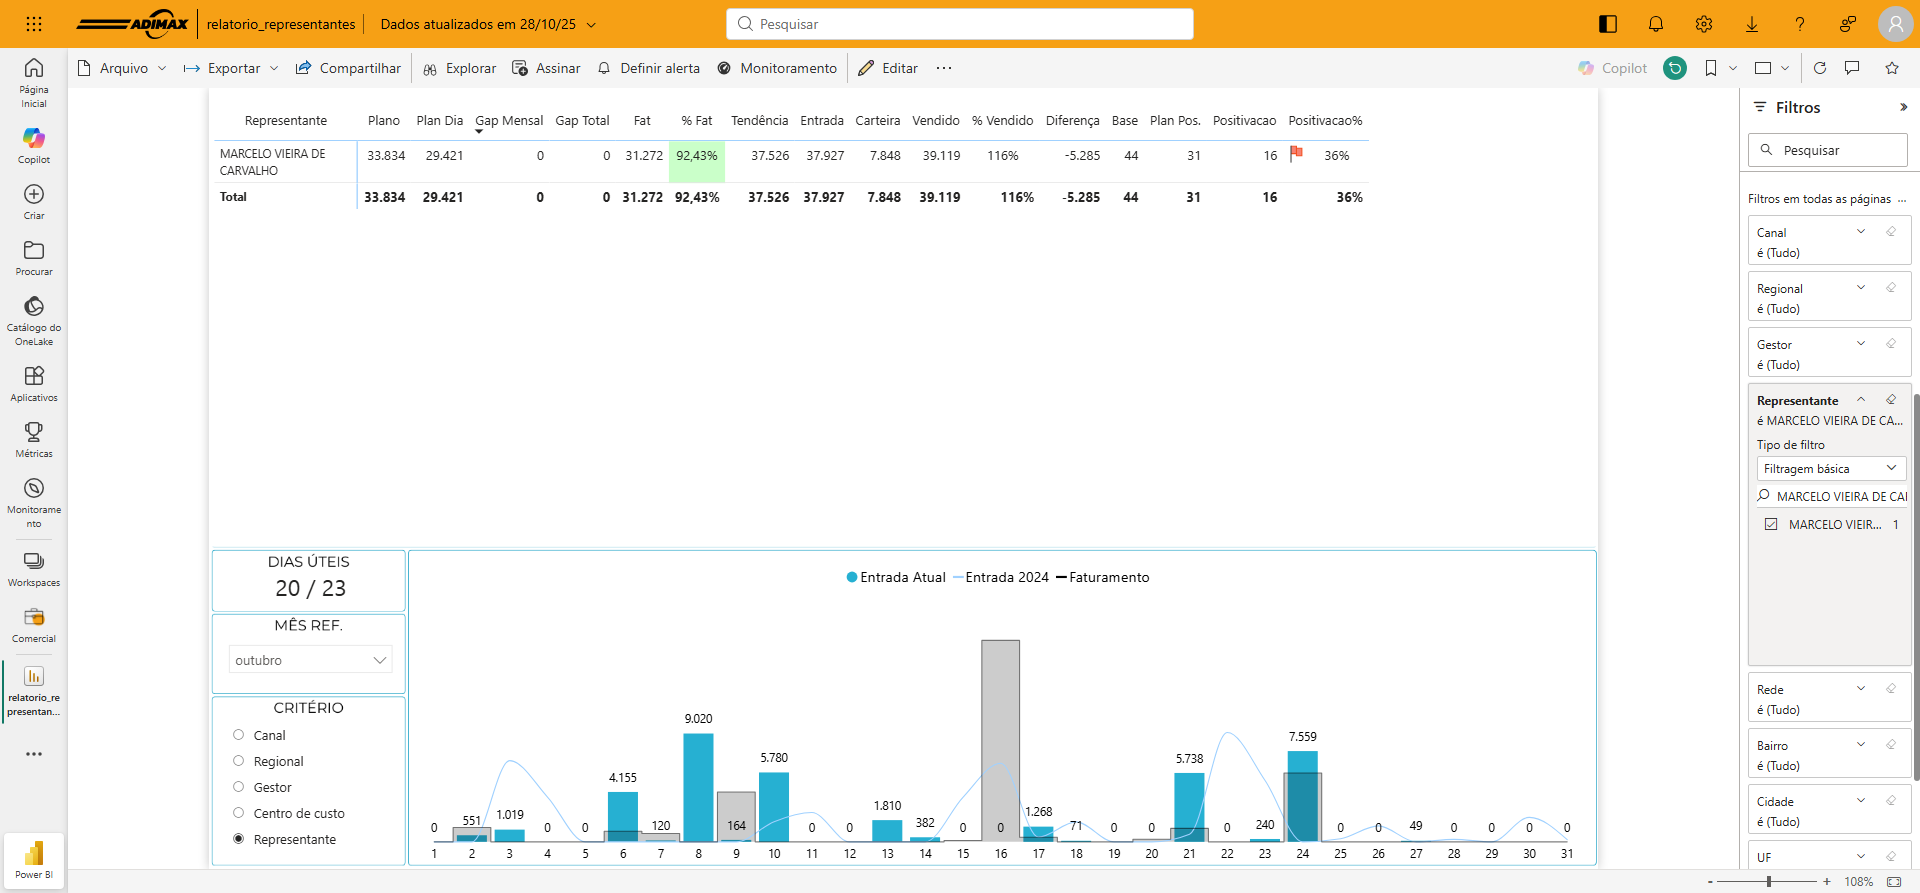 ADIMAX
relatorio_representantes
Dados atualizados em 28/10/25
Pesquisar
Arquivo
Exportar
Compartilhar
Explorar
Assinar
Definir alerta
Monitoramento
Editar
...
Copilot
Página Inicial
Copilot
Criar
Procurar
Catálogo do OneLake
Aplicativos
Métricas
Monitoramento
Workspaces
Comercial
relatorio_representan...
Power BI
Representante Plano Plan Dia Gap Mensal Gap Total Fat % Fat Tendência Entrada Carteira Vendido % Vendido Diferença Base Plan Pos. Positivacao Positivacao%
MARCELO VIEIRA DE CARVALHO 33.834 29.421 0 0 31.272 92,43% 37.526 37.927 7.848 39.119 116% -5.285 44 31 16 36%
Total 33.834 29.421 0 0 31.272 92,43% 37.526 37.927 7.848 39.119 116% -5.285 44 31 16 36%
DIAS ÚTEIS
20 / 23
MÊS REF.
outubro
CRITÉRIO
Canal
Regional
Gestor
Centro de custo
Representante
Entrada Atual Entrada 2024 Faturamento
0 551 1.019 0 0 4.155 120 9.020 164 5.780 0 0 1.810 382 0 0 1.268 71 0 0 5.738 0 240 7.559 0 0 49 0 0 0 0
1 2 3 4 5 6 7 8 9 10 11 12 13 14 15 16 17 18 19 20 21 22 23 24 25 26 27 28 29 30 31
Filtros
Pesquisar
Filtros em todas as páginas ...
Canal
é (Tudo)
Regional
é (Tudo)
Gestor
é (Tudo)
Representante
é MARCELO VIEIRA DE CA...
Tipo de filtro
Filtragem básica
MARCELO VIEIRA DE CAI
MARCELO VIEIR... 1
Rede
é (Tudo)
Bairro
é (Tudo)
Cidade
é (Tudo)
UF
- + 108%